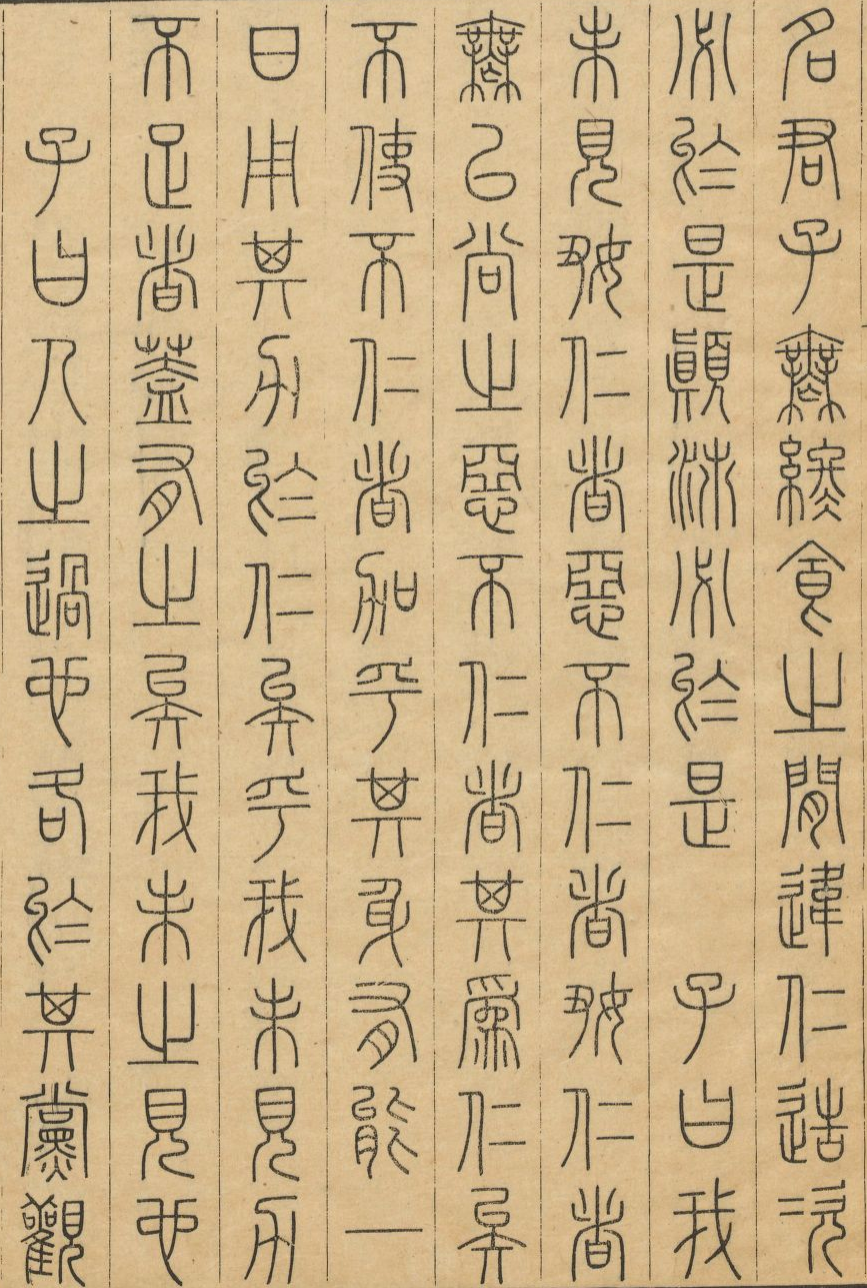 名君子無終食之閒違仁造次
必於是顛沛必於是　子曰我
未見好仁者惡不仁者好仁者
無以尚之惡不仁者其爲仁矣
不使不仁者加乎其身有能一
日用其力於仁矣乎我未見力
不足者蓋有之矣我未之見也
子曰人之過也各於其黨觀